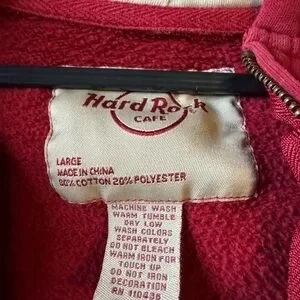 Hard Rock
CAFE
LARGE
MADE IN CHINA
80% COTTON 20% POLYESTER
MACHINE WASH
WARM TUMBLE
DRY LOW
WASH COLORS
SEPARATELY
DO NOT BLEACH
WARM IRON FOR
TOUCH UP
DO NOT IRON
DECORATION
RN 110436